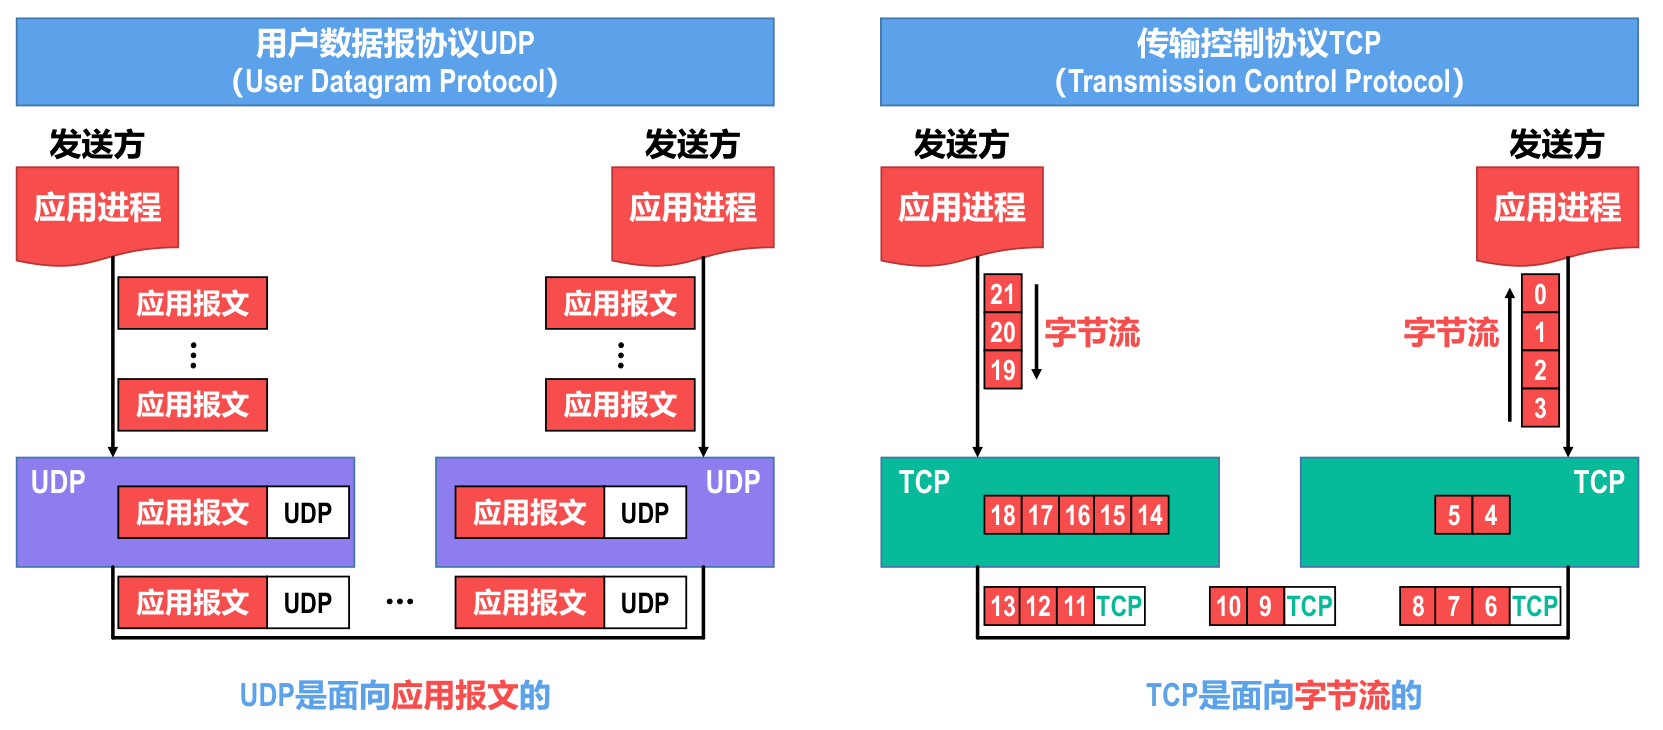 用户数据报协议UDP
（User Datagram Protocol）
发送方
发送方
应用进程
应用进程
应用报文
应用报文
⋮
⋮
应用报文
应用报文
UDP
UDP
应用报文 UDP
应用报文 UDP
应用报文 UDP
…
应用报文 UDP
UDP是面向应用报文的
传输控制协议TCP
（Transmission Control Protocol）
发送方
发送方
应用进程
应用进程
21
20
19
字节流
字节流
0
1
2
3
TCP
TCP
18 17 16 15 14
5 4
13 12 11 TCP
10 9 TCP
8 7 6 TCP
TCP是面向字节流的